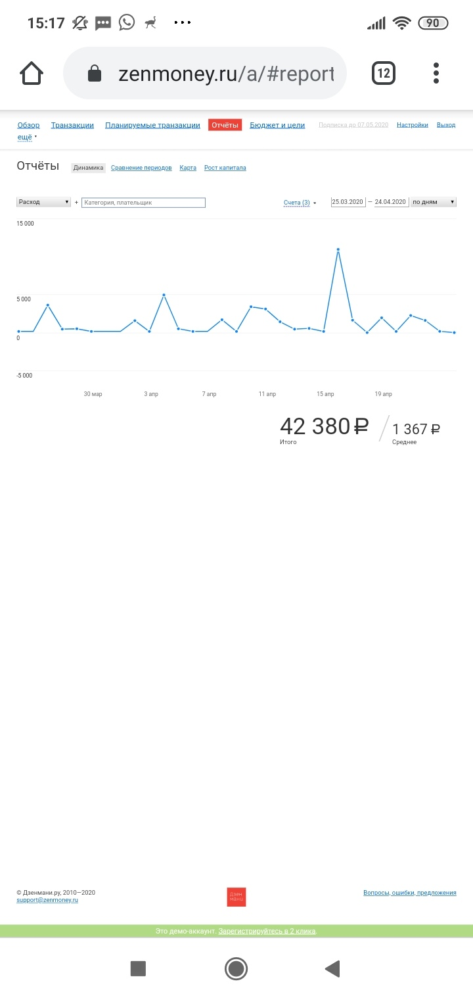 15:17 90
zenmoney.ru/a/#report 12
Обзор Транзакции Планируемые транзакции Отчёты Бюджет и цели Подписка до 07.05.2020 Настройки Выход
ещё
Отчёты Динамика Сравнение периодов Карта Рост капитала
Расход + Категория, плательщик Счета (3) 25.03.2020 — 24.04.2020 по дням
15 000
5 000
0
-5 000
30 мар 3 апр 7 апр 11 апр 15 апр 19 апр
42 380 ₽ 1 367 ₽
Итого Среднее
© Дзенмани.ру, 2010—2020 Дзен Вопросы, ошибки, предложения
support@zenmoney.ru мани
Это демо-аккаунт. Зарегистрируйтесь в 2 клика.